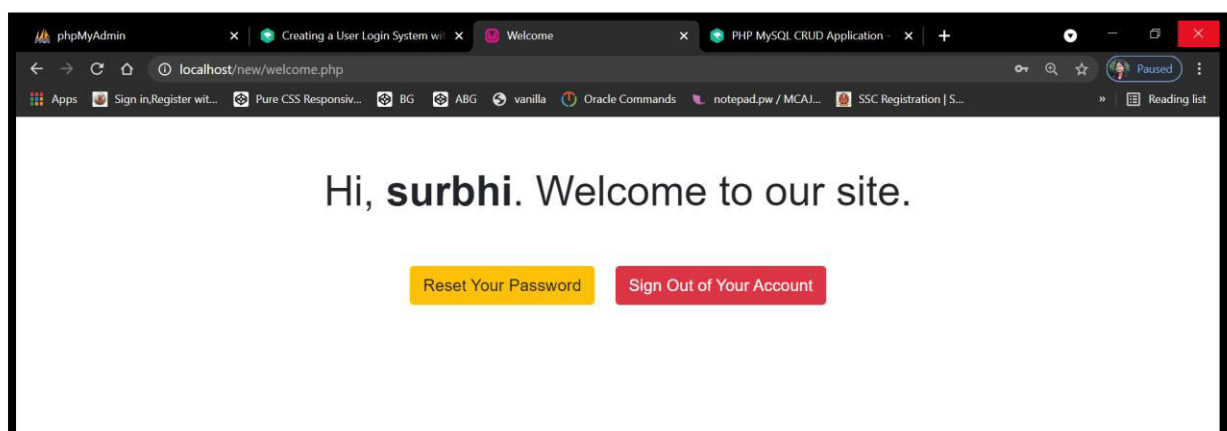 phpMyAdmin Creating a User Login System wit Welcome PHP MySQL CRUD Application -
localhost/new/welcome.php Paused
Apps Sign in,Register wit... Pure CSS Responsiv... BG ABG vanilla Oracle Commands notepad.pw / MCAJ... SSC Registration | S... » Reading list
Hi, surbhi. Welcome to our site.
Reset Your Password Sign Out of Your Account